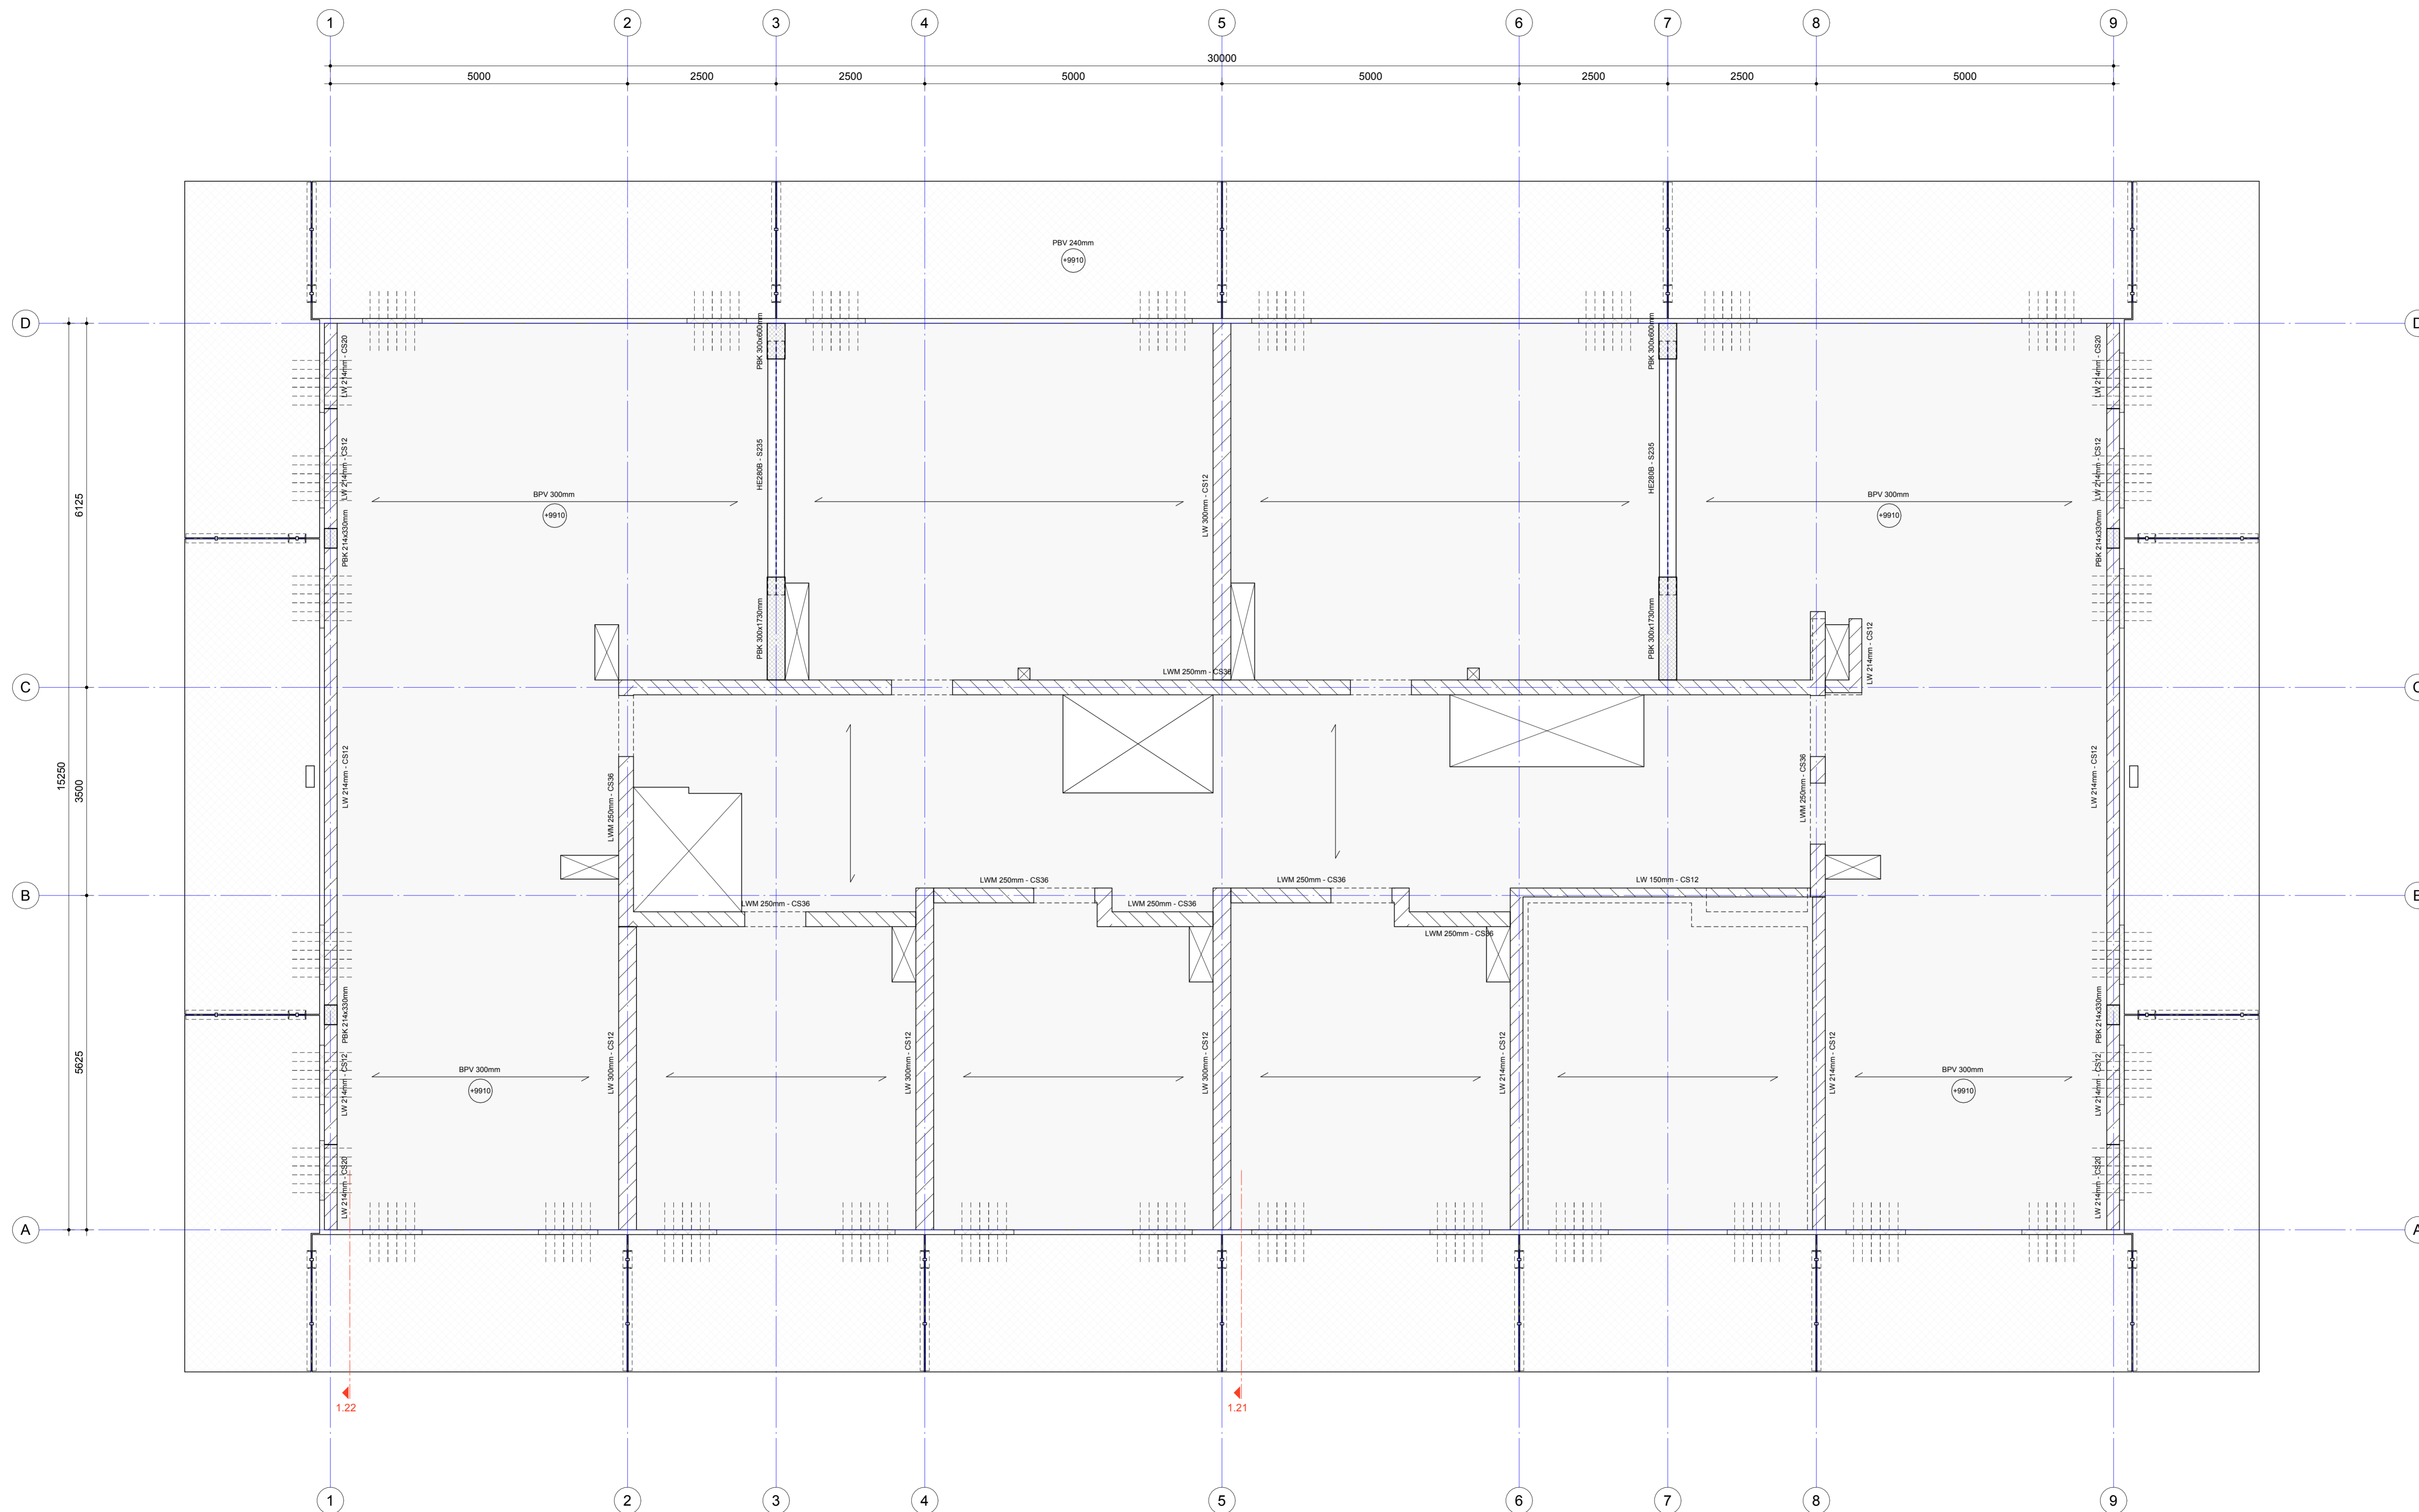 1 2 3 4 5 6 7 8 9
30000
5000 2500 2500 5000 5000 2500 2500 5000
PBV 240mm
+9910
D D
PBK 300x600mm
PBK 300x600mm
LW 214mm - CS20
LW 214mm - CS20
LW 214mm - CS12
HE280B - S235
LW 300mm - CS12
HE280B - S235
LW 214mm - CS12
BPV 300mm
+9910
BPV 300mm
+9910
6125
PBK 214x330mm
PBK 214x330mm
PBK 300x1730mm
PBK 300x1730mm
LW 214mm - CS12
LWM 250mm - CS36
C C
15250
3500
LW 214mm - CS12
LWM 250mm - CS36
LWM 250mm - CS36
LW 214mm - CS12
LWM 250mm - CS36
LWM 250mm - CS36
LW 150mm - CS12
B B
LWM 250mm - CS36
LWM 250mm - CS36
LWM 250mm - CS36
PBK 214x330mm
PBK 214x330mm
5625
LW 214mm - CS12
LW 300mm - CS12
LW 300mm - CS12
LW 300mm - CS12
LW 214mm - CS12
LW 214mm - CS12
LW 214mm - CS12
BPV 300mm
+9910
BPV 300mm
+9910
LW 214mm - CS20
LW 214mm - CS20
A A
1.22 1.21
1 2 3 4 5 6 7 8 9